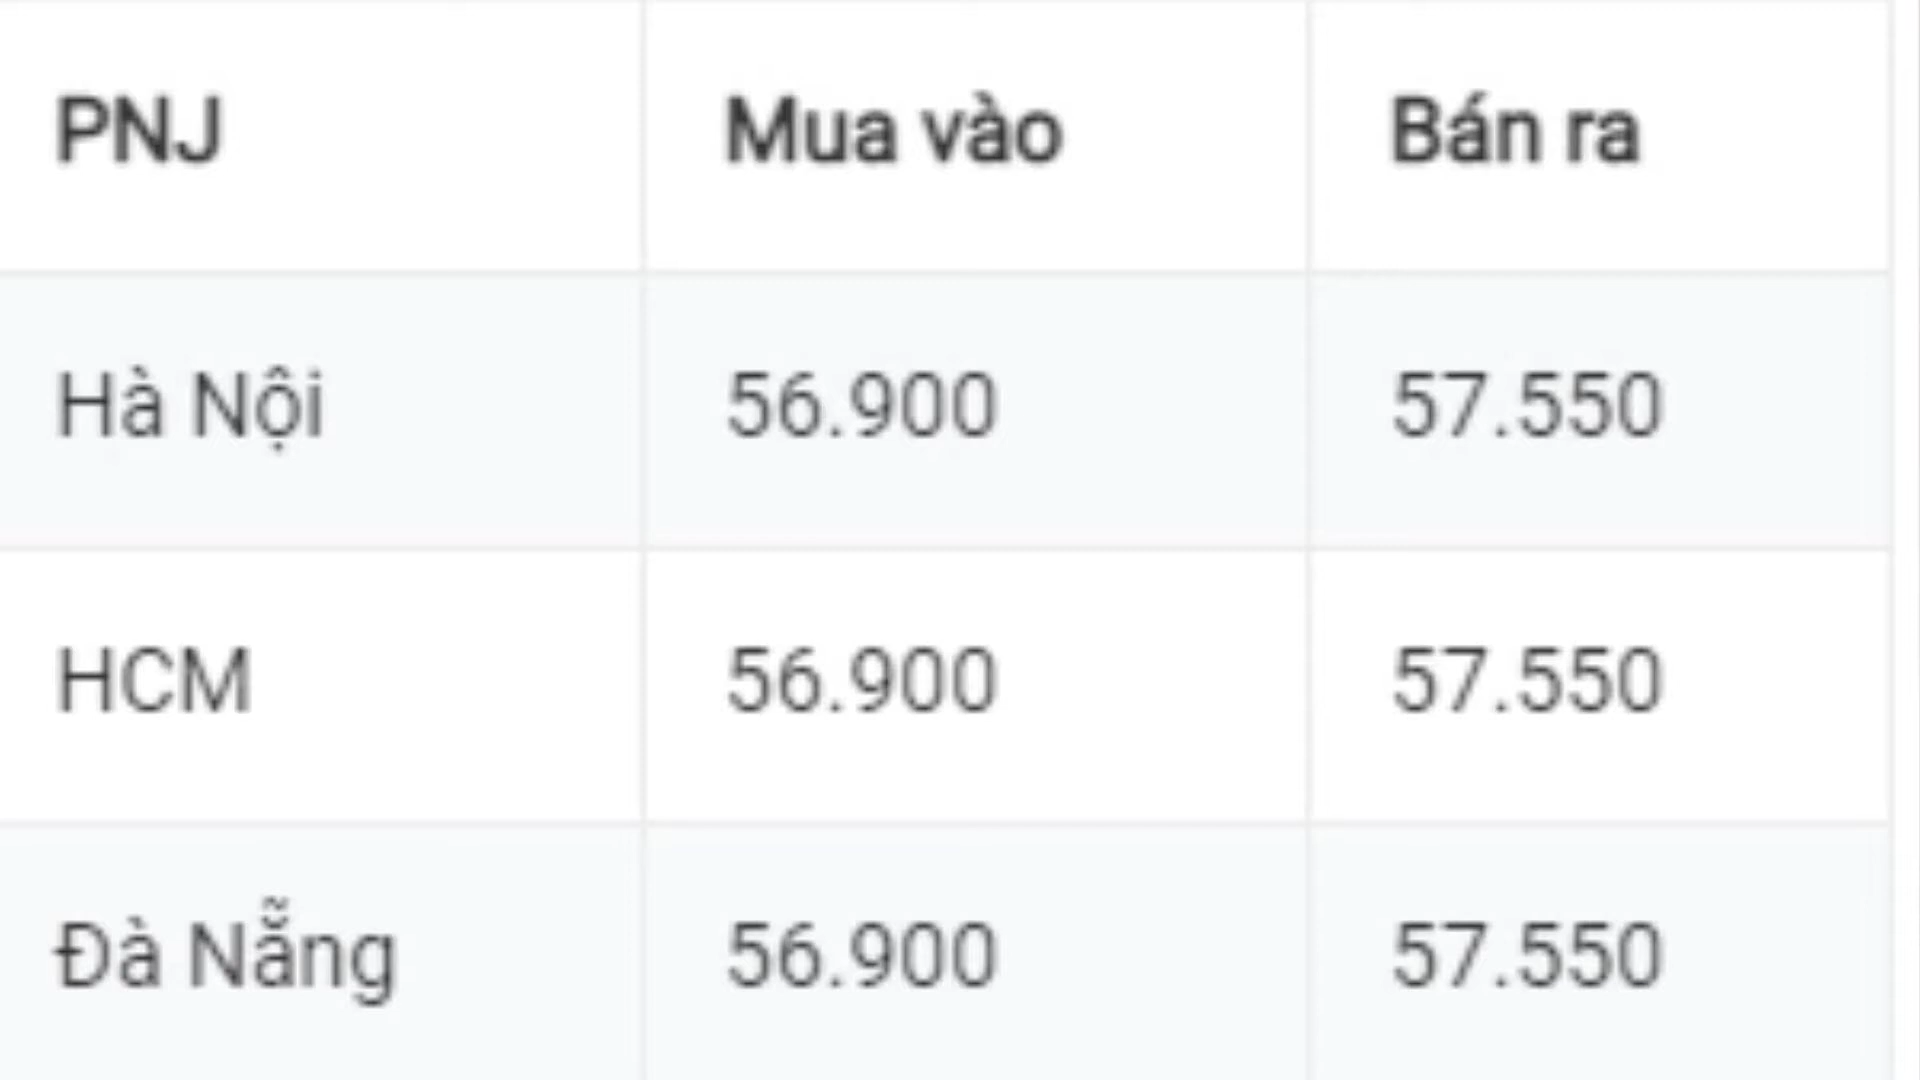 PNJ Mua vào Bán ra
Hà Nội 56.900 57.550
HCM 56.900 57.550
Đà Nẵng 56.900 57.550